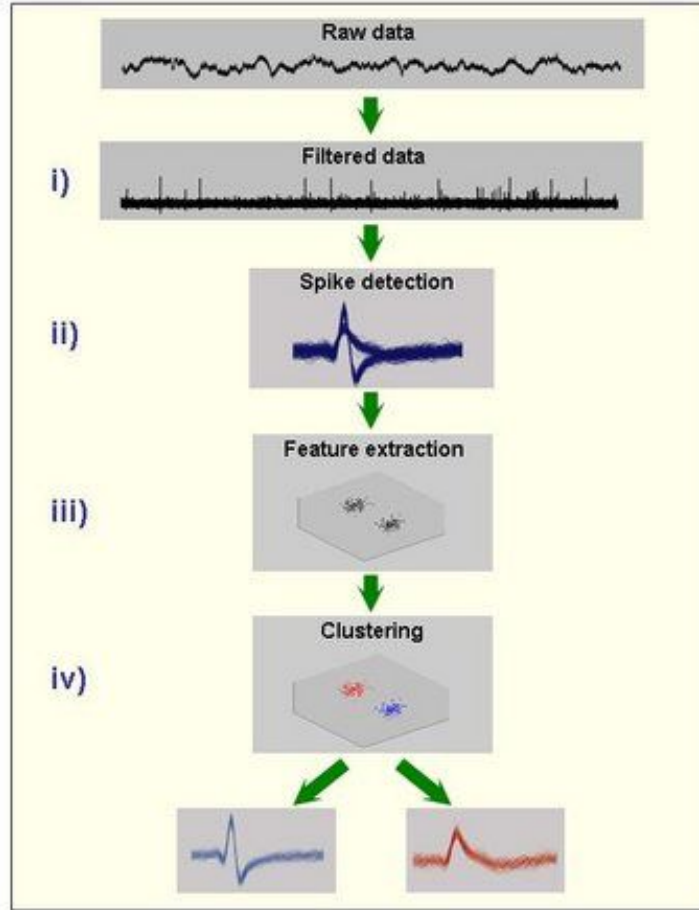 Raw data
i)
Filtered data
ii)
Spike detection
iii)
Feature extraction
iv)
Clustering